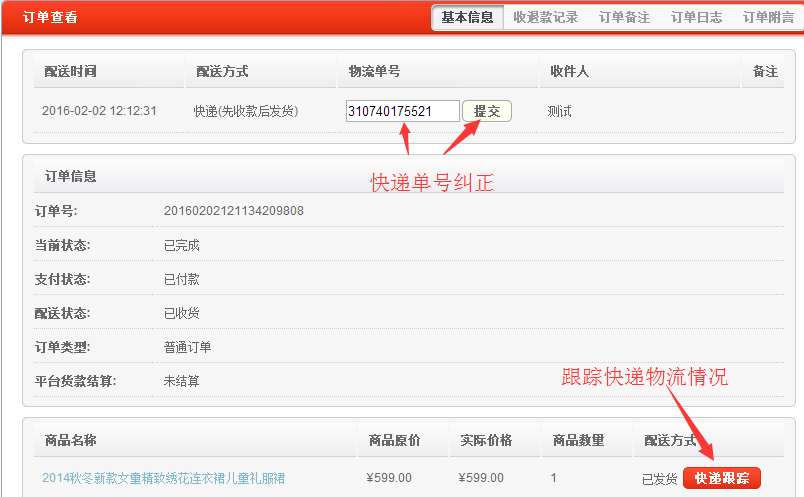 订单查看 基本信息 收退款记录 订单备注 订单日志 订单附言
配送时间 配送方式 物流单号 收件人 备注
2016-02-02 12:12:31 快递(先收款后发货) 310740175521 提交 测试
快递单号纠正
订单信息
订单号: 20160202121134209808
当前状态: 已完成
支付状态: 已付款
配送状态: 已收货
订单类型: 普通订单
平台货款结算: 未结算
跟踪快递物流情况
商品名称 商品原价 实际价格 商品数量 配送方式
2014秋冬新款女童精致绣花连衣裙儿童礼服裙 ¥599.00 ¥599.00 1 已发货 快递跟踪